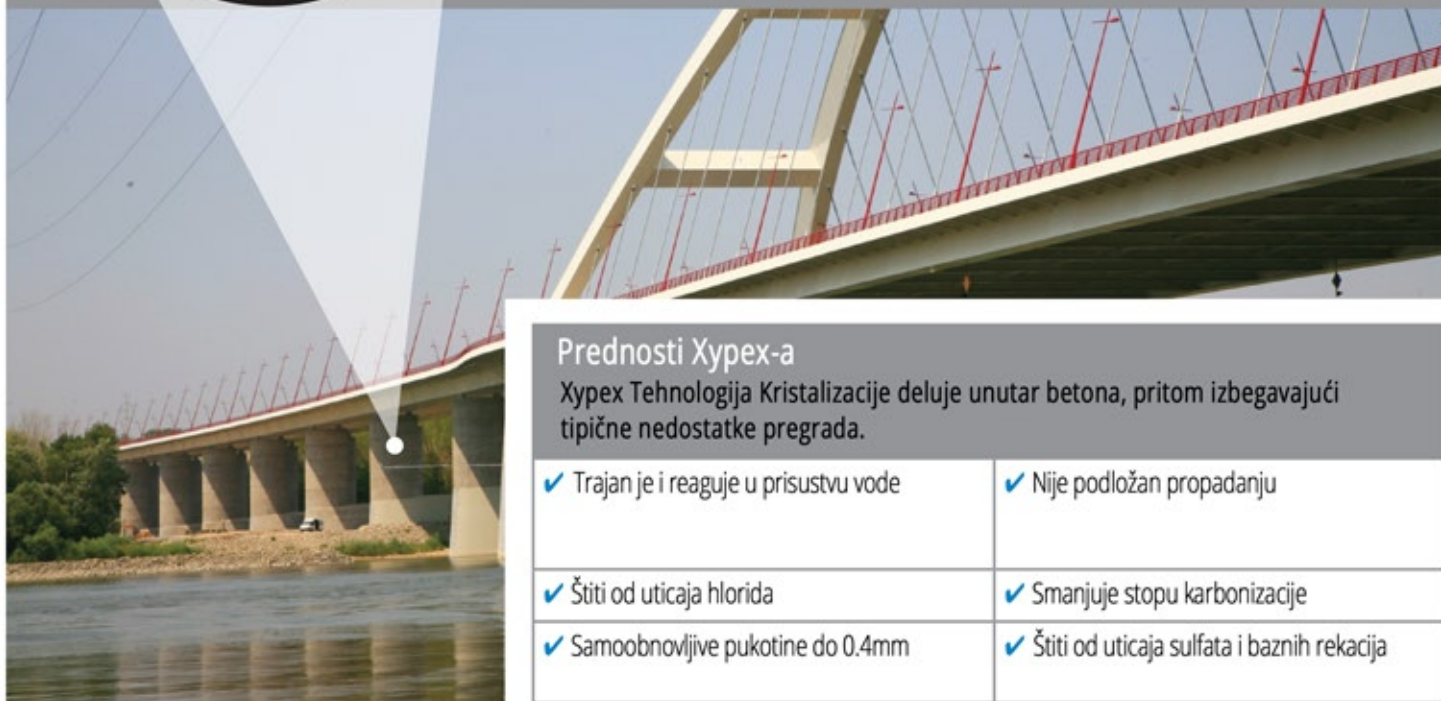 Prednosti Xypex-a
Xypex Tehnologija Kristalizacije deluje unutar betona, pritom izbegavajući
tipične nedostatke pregrada.
✔ Trajan je i reaguje u prisustvu vode
✔ Nije podložan propadanju
✔ Štiti od uticaja hlorida
✔ Smanjuje stopu karbonizacije
✔ Samoobnovljive pukotine do 0.4mm
✔ Štiti od uticaja sulfata i baznih rekacija